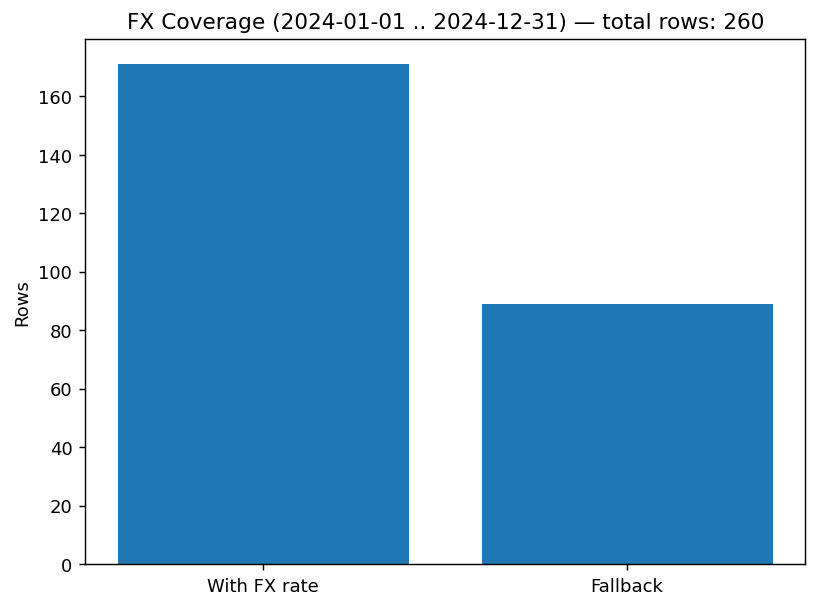 FX Coverage (2024-01-01 .. 2024-12-31) — total rows: 260
Rows
160
140
120
100
80
60
40
20
0
With FX rate
Fallback